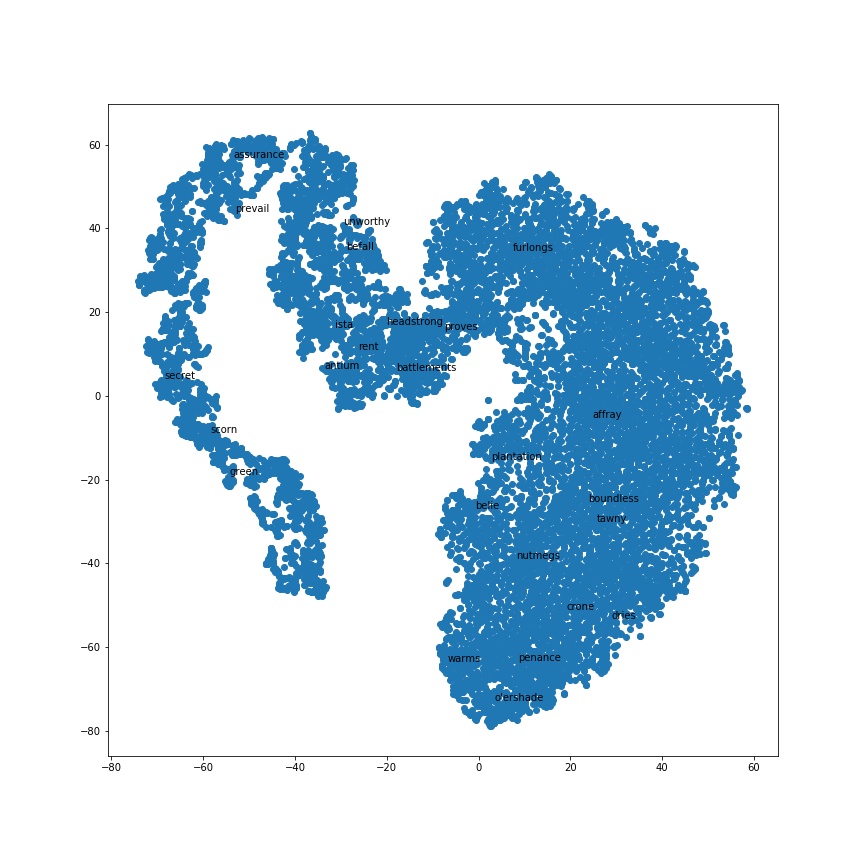 60
40
20
0
−20
−40
−60
−80
−80
−60
−40
−20
0
20
40
60
assurance
prevail
unworthy
befall
furlongs
ista
headstrong
proves
rent
antium
battlements
secret
affray
scorn
plantation
green
boundless
belie
tawny
nutmegs
crone
dries
warms
penance
o'ershade